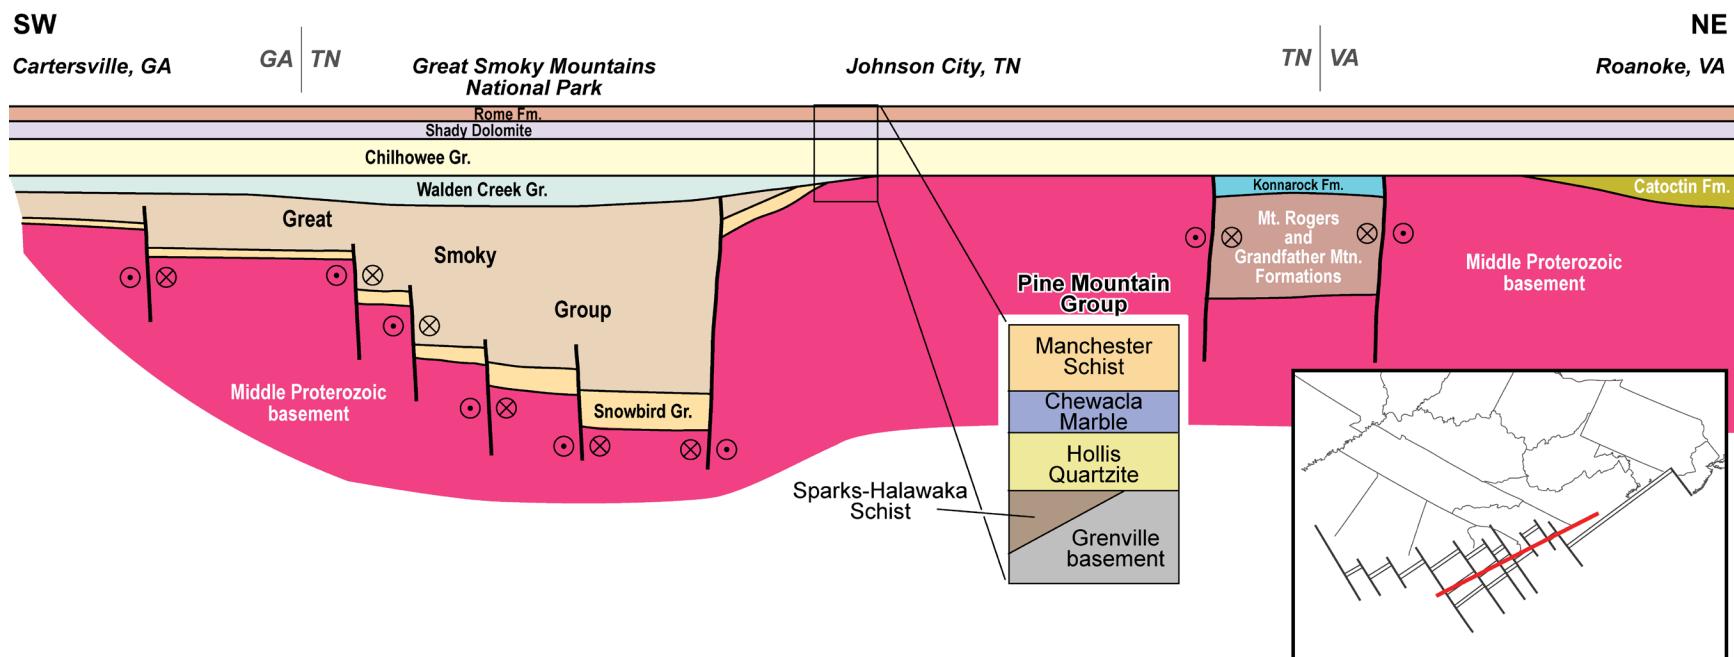 SW
NE
Cartersville, GA
GA TN
Great Smoky Mountains
National Park
Johnson City, TN
TN VA
Roanoke, VA
Rome Fm.
Shady Dolomite
Chilhowee Gr.
Walden Creek Gr.
Konnarock Fm.
Catoctin Fm.
Great
Smoky
Group
Mt. Rogers
and
Grandfather Mtn.
Formations
Middle Proterozoic
basement
Pine Mountain
Group
Manchester
Schist
Chewacla
Marble
Hollis
Quartzite
Sparks-Halawaka
Schist
Grenville
basement
Middle Proterozoic
basement
Snowbird Gr.